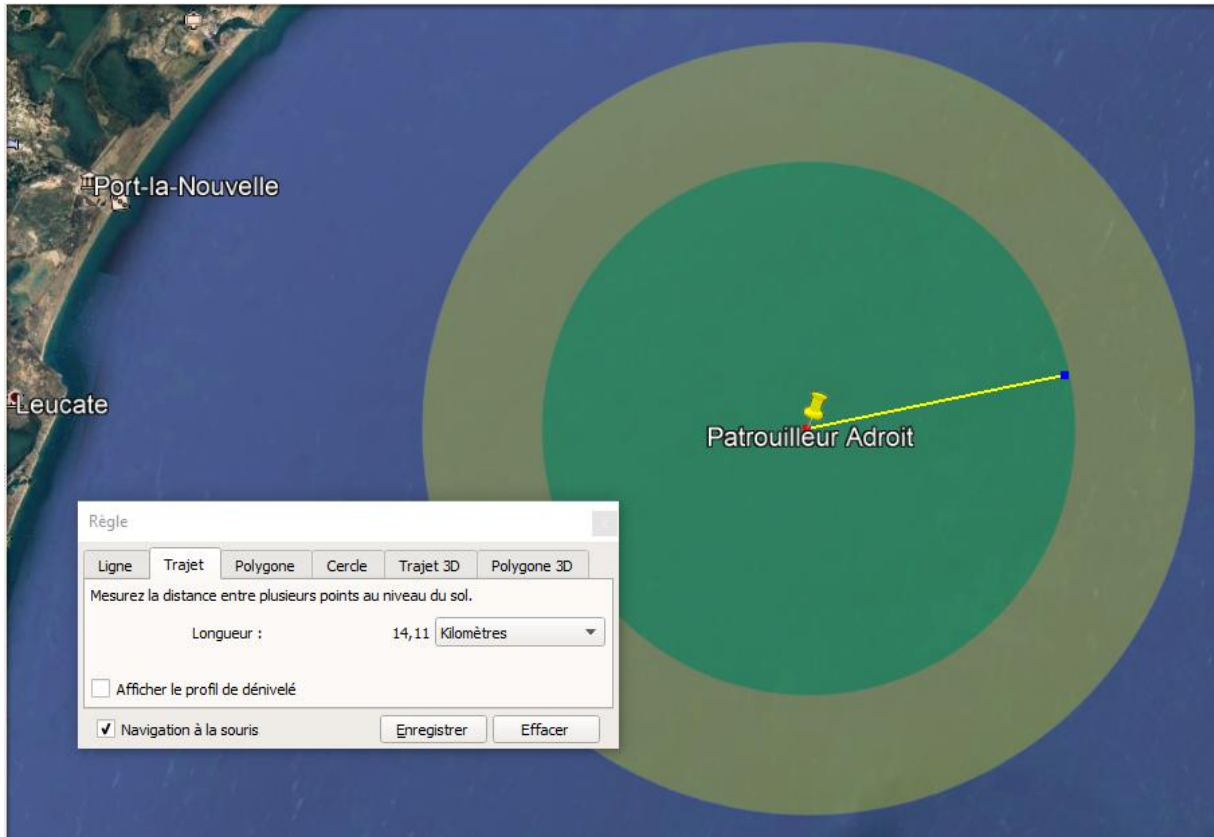 Port-la-Nouvelle
Leucate
Patrouilleur Adroit
Règle
Ligne Trajet Polygone Cercle Trajet 3D Polygone 3D
Mesurez la distance entre plusieurs points au niveau du sol.
Longueur : 14,11 Kilomètres
Afficher le profil de dénivelé
Navigation à la souris Enregistrer Effacer